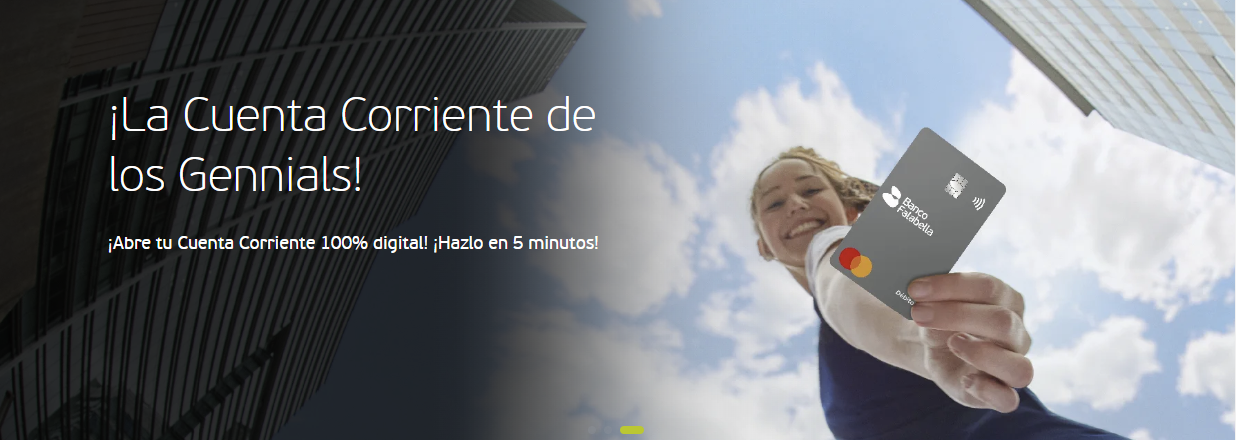 ¡La Cuenta Corriente de
los Gennials!
¡Abre tu Cuenta Corriente 100% digital! ¡Hazlo en 5 minutos!
Banco
Falabella
Débito